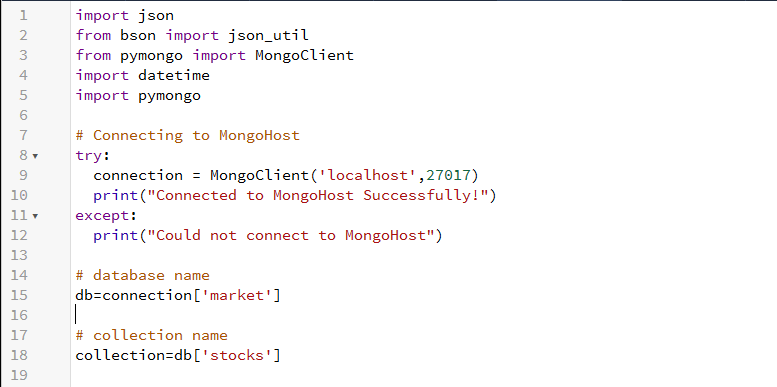 1 import json
2 from bson import json_util
3 from pymongo import MongoClient
4 import datetime
5 import pymongo
6
7 # Connecting to MongoHost
8 try:
9   connection = MongoClient('localhost',27017)
10   print("Connected to MongoHost Successfully!")
11 except:
12   print("Could not connect to MongoHost")
13
14 # database name
15 db=connection['market']
16
17 # collection name
18 collection=db['stocks']
19